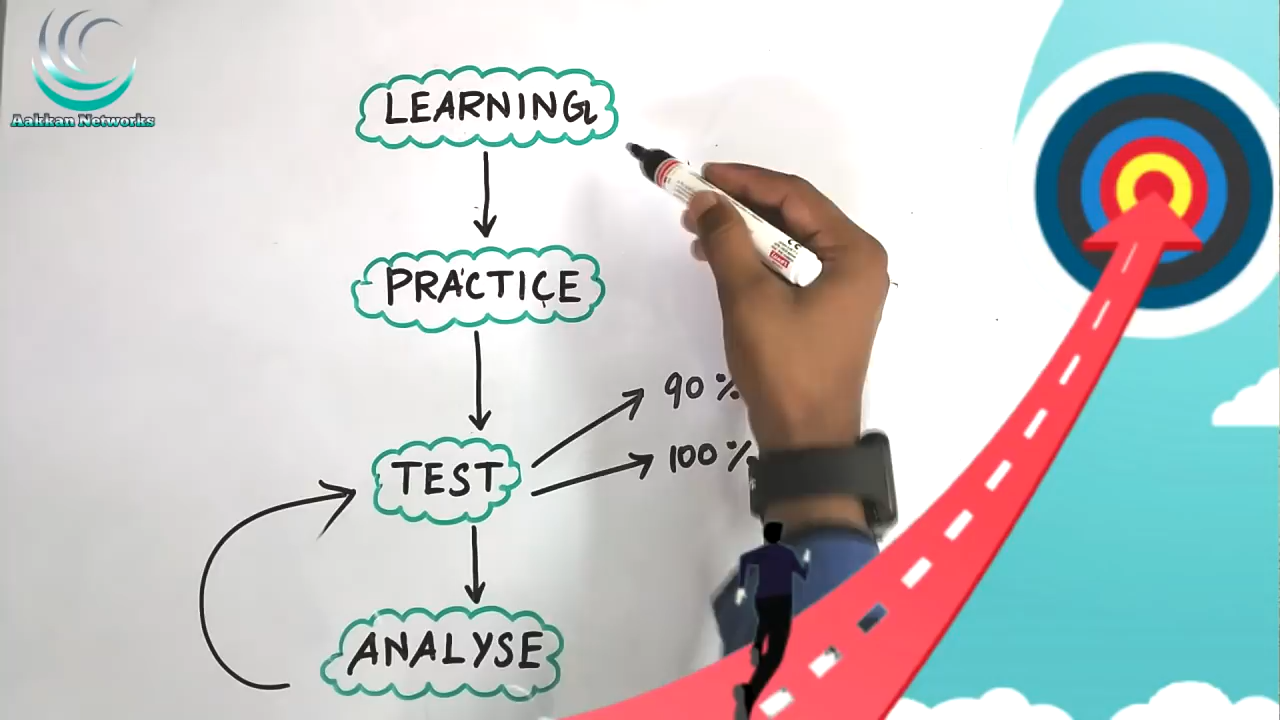 Aakkan Networks
LEARNING
PRACTICE
90%
TEST
100%
ANALYSE